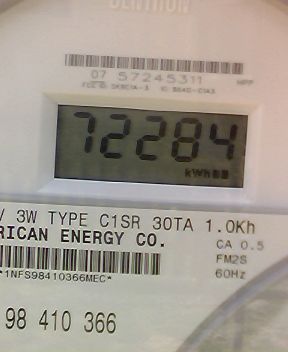 CENTRON
07 57245311
72284
kWh
V 3W TYPE C1SR 30TA 1.0Kh
RICAN ENERGY CO.
CA 0.5
FM2S
60Hz
*1NFS98410366MEC*
98 410 366